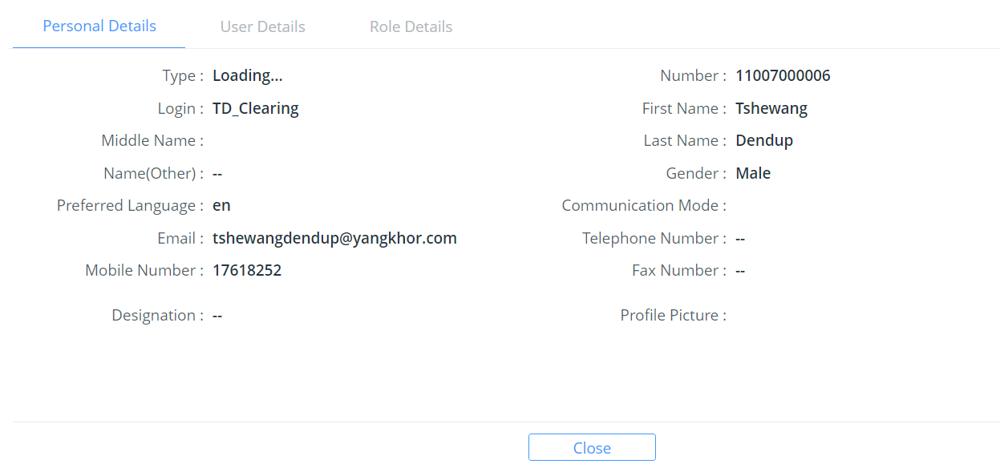 Personal Details User Details Role Details
Type : Loading... Number : 11007000006
Login : TD_Clearing First Name : Tshewang
Middle Name : Last Name : Dendup
Name(Other) : -- Gender : Male
Preferred Language : en Communication Mode :
Email : tshewangdendup@yangkhor.com Telephone Number : --
Mobile Number : 17618252 Fax Number : --
Designation : -- Profile Picture :
Close